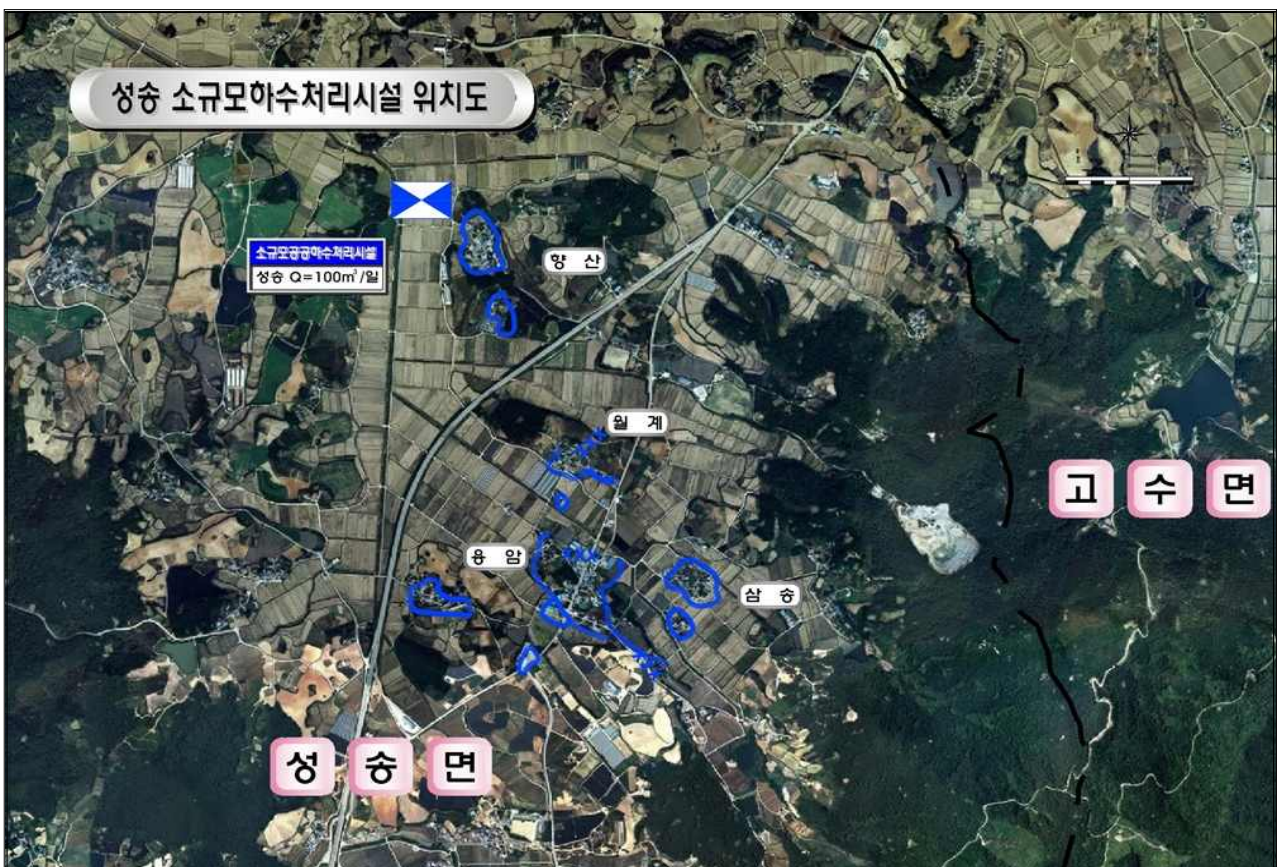 성송 소규모하수처리시설 위치도
소규모공공하수처리시설
성송 Q=100㎥/일
향 산
월 계
고 수 면
용 암
삼 송
성 송 면